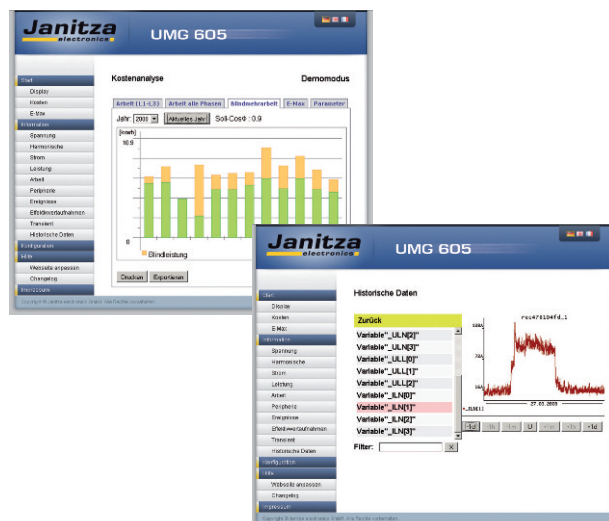 Janitza
electronics
UMG 605
Kostenanalyse
Demomodus
Start
Display
Kosten
E-Max
Information
Spannung
Harmonische
Strom
Leistung
Arbeit
Peripherie
Ereignisse
Effektivwertaufnahmen
Transient
Historische Daten
Konfiguration
Hilfe
Webseite anpassen
Changelog
Impressum
Arbeit (L1-L3) Arbeit alle Phasen Blindmehrarbeit E-Max Parameter
Jahr: Aktuelles Jahr Soll-CosΦ : 0.9
0
Blindleistung
Drucken Exportieren
Janitza
electronics
UMG 605
Historische Daten
Start
Display
Kosten
E-Max
Information
Spannung
Harmonische
Strom
Leistung
Arbeit
Peripherie
Ereignisse
Effektivwertaufnahmen
Transient
Historische Daten
Konfiguration
Hilfe
Webseite anpassen
Changelog
Impressum
Zurück
Variable"_ULN[2]"
Variable"_ULN[3]"
Variable"_ULL[0]"
Variable"_ULL[1]"
Variable"_ULL[2]"
Variable"_ILN[0]"
Variable"_ILN[1]"
Variable"_ILN[2]"
Variable"_ILN[3]"
Filter: X